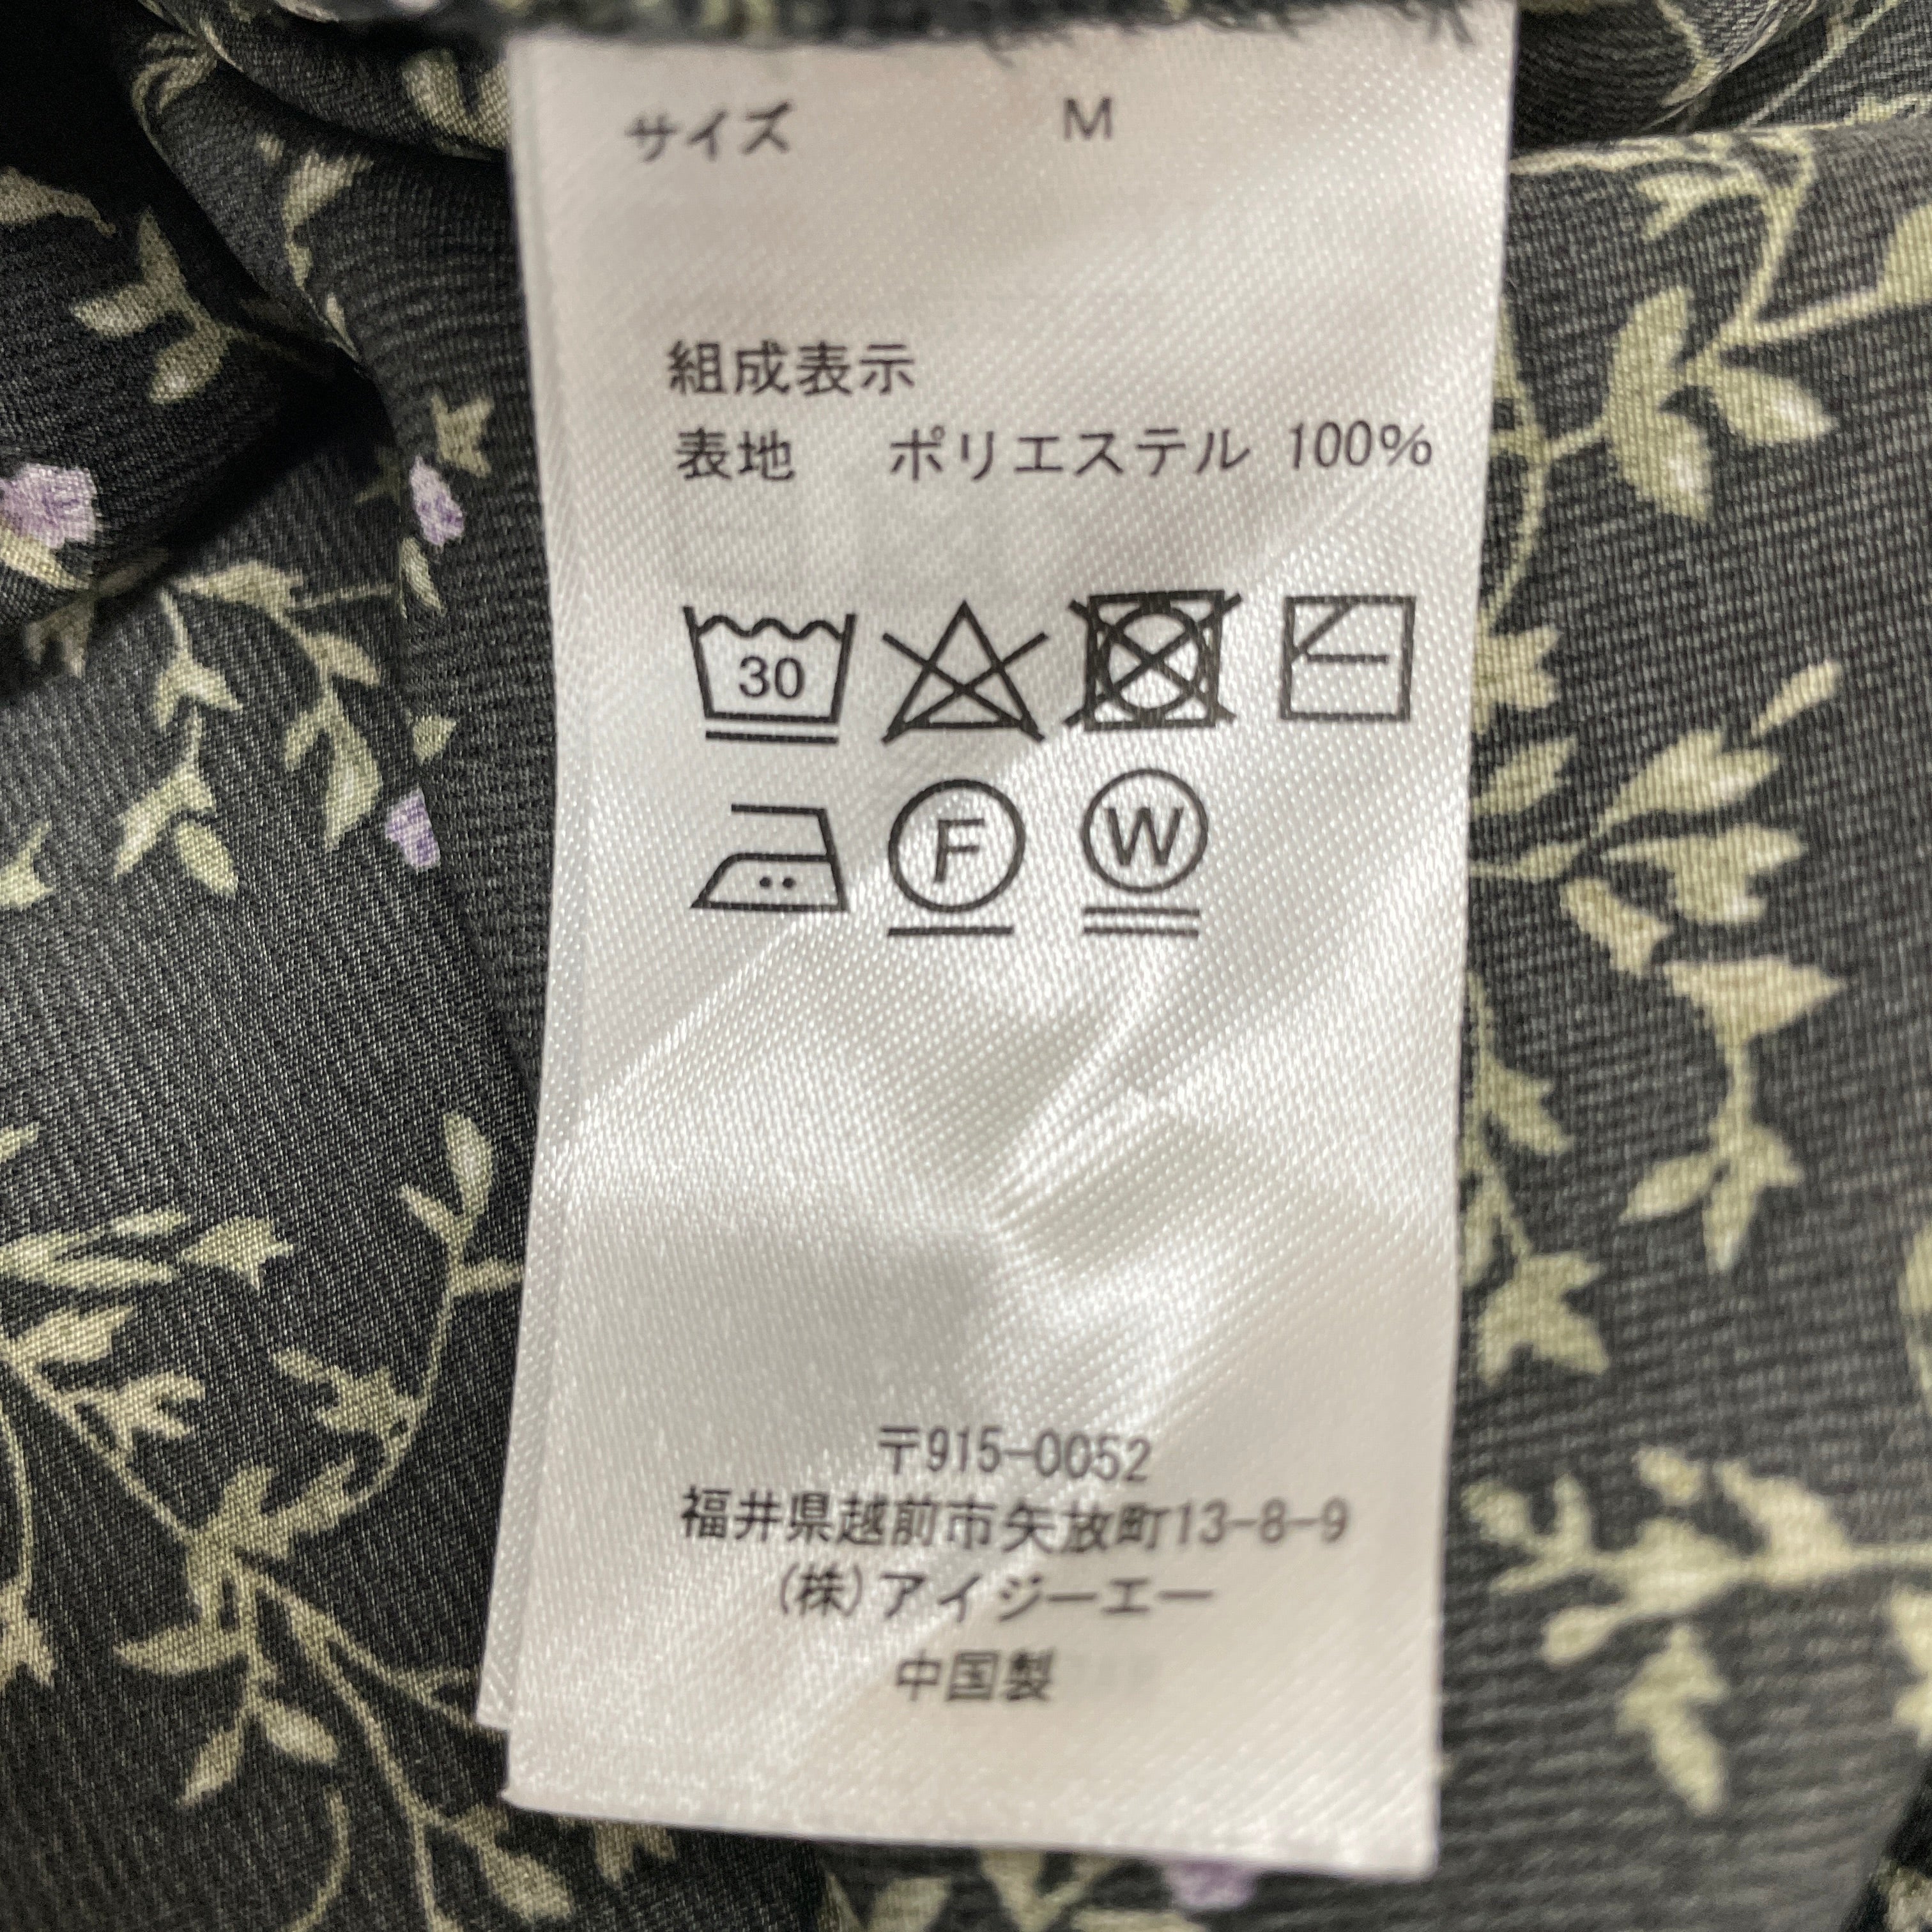 サイズ M
組成表示
表地 ポリエステル 100%
30
F W
〒915-0052
福井県越前市矢放町13-8-9
(株)アイジーエー
中国製